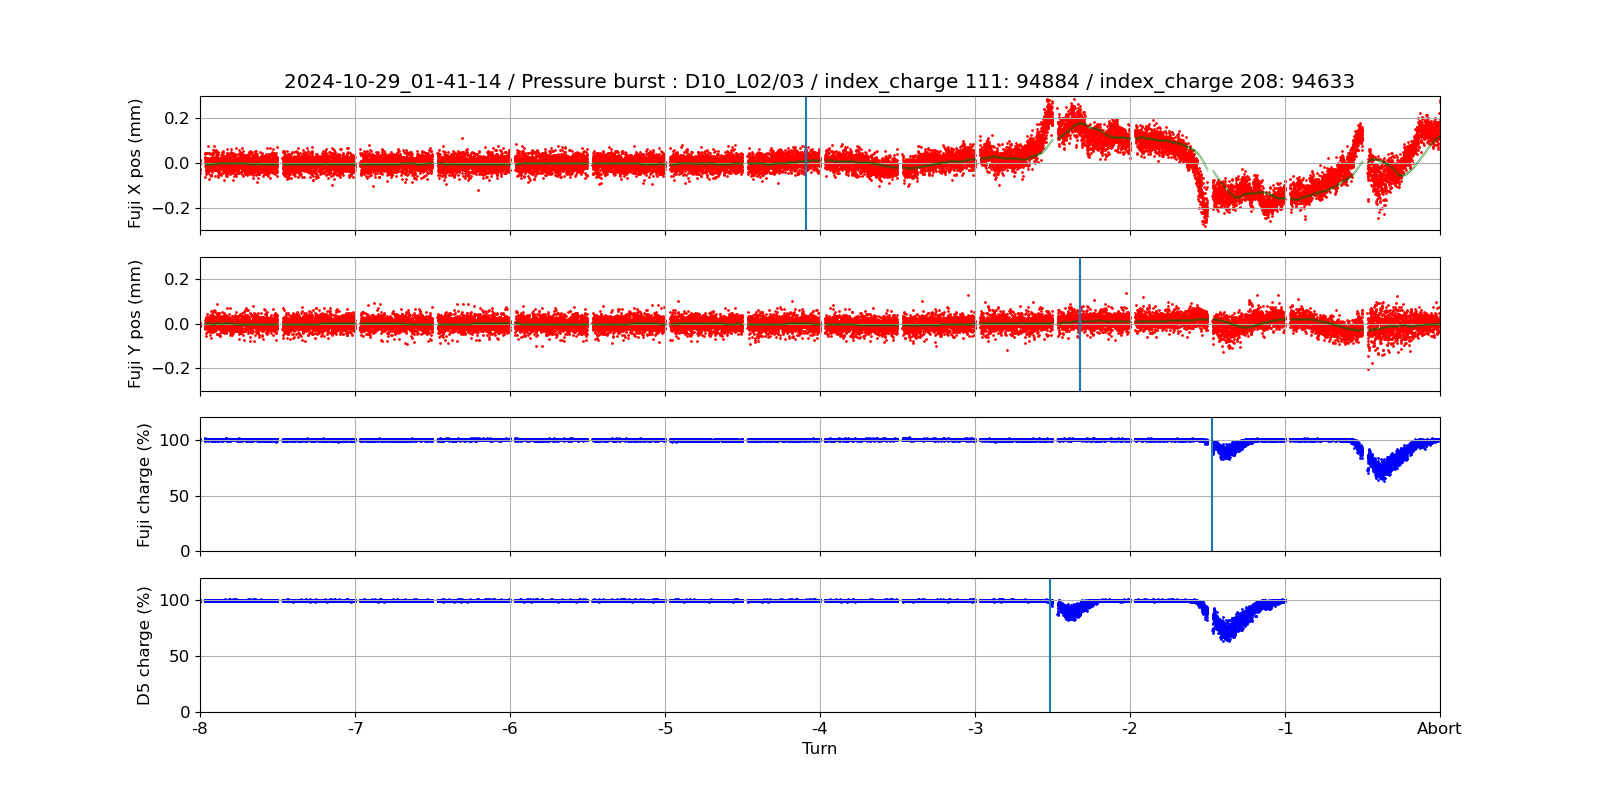 2024-10-29_01-41-14 / Pressure burst : D10_L02/03 / index_charge 111: 94884 / index_charge 208: 94633
Fuji X pos (mm)
0.2
0.0
−0.2
Fuji Y pos (mm)
0.2
0.0
−0.2
Fuji charge (%)
100
50
0
D5 charge (%)
100
50
0
-8 -7 -6 -5 -4 -3 -2 -1 Abort
Turn